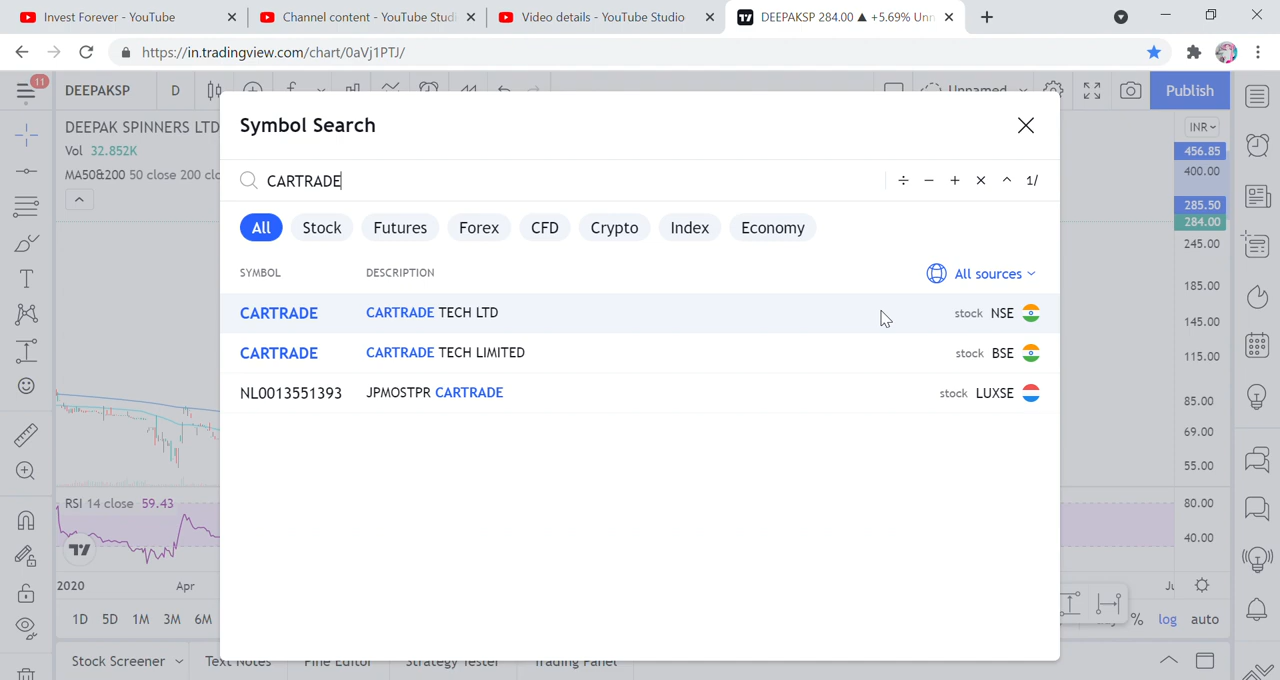 Invest Forever - YouTube
Channel content - YouTube Studi
Video details - YouTube Studio
DEEPAKSP 284.00 ▲ +5.69% Unn
https://in.tradingview.com/chart/0aVj1PTJ/
11
DEEPAKSP
D
Unnamed
Publish
DEEPAK SPINNERS LTD
Vol 32.852K
MA50&200 50 close 200 clo
Symbol Search
CARTRADE
÷ − + × ^ 1/
All
Stock
Futures
Forex
CFD
Crypto
Index
Economy
SYMBOL
DESCRIPTION
All sources
CARTRADE CARTRADE TECH LTD stock NSE
CARTRADE CARTRADE TECH LIMITED stock BSE
NL0013551393 JPMOSTPR CARTRADE stock LUXSE
INR
456.85
400.00
285.50
284.00
245.00
185.00
145.00
115.00
85.00
69.00
55.00
RSI 14 close 59.43
80.00
40.00
2020
Apr
1D 5D 1M 3M 6M
%
log
auto
Stock Screener
Text Notes
Pine Editor
Strategy Tester
Trading Panel